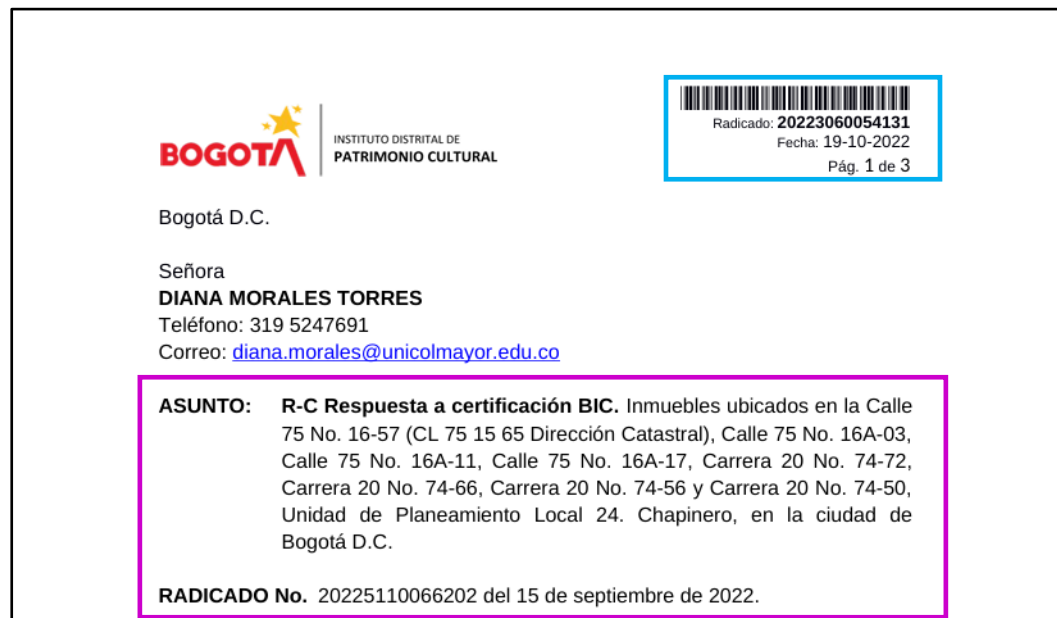 BOGOTÁ
INSTITUTO DISTRITAL DE
PATRIMONIO CULTURAL
Radicado: 20223060054131
Fecha: 19-10-2022
Pág. 1 de 3
Bogotá D.C.
Señora
DIANA MORALES TORRES
Teléfono: 319 5247691
Correo: diana.morales@unicolmayor.edu.co
ASUNTO: R-C Respuesta a certificación BIC. Inmuebles ubicados en la Calle
75 No. 16-57 (CL 75 15 65 Dirección Catastral), Calle 75 No. 16A-03,
Calle 75 No. 16A-11, Calle 75 No. 16A-17, Carrera 20 No. 74-72,
Carrera 20 No. 74-66, Carrera 20 No. 74-56 y Carrera 20 No. 74-50,
Unidad de Planeamiento Local 24. Chapinero, en la ciudad de
Bogotá D.C.
RADICADO No. 20225110066202 del 15 de septiembre de 2022.